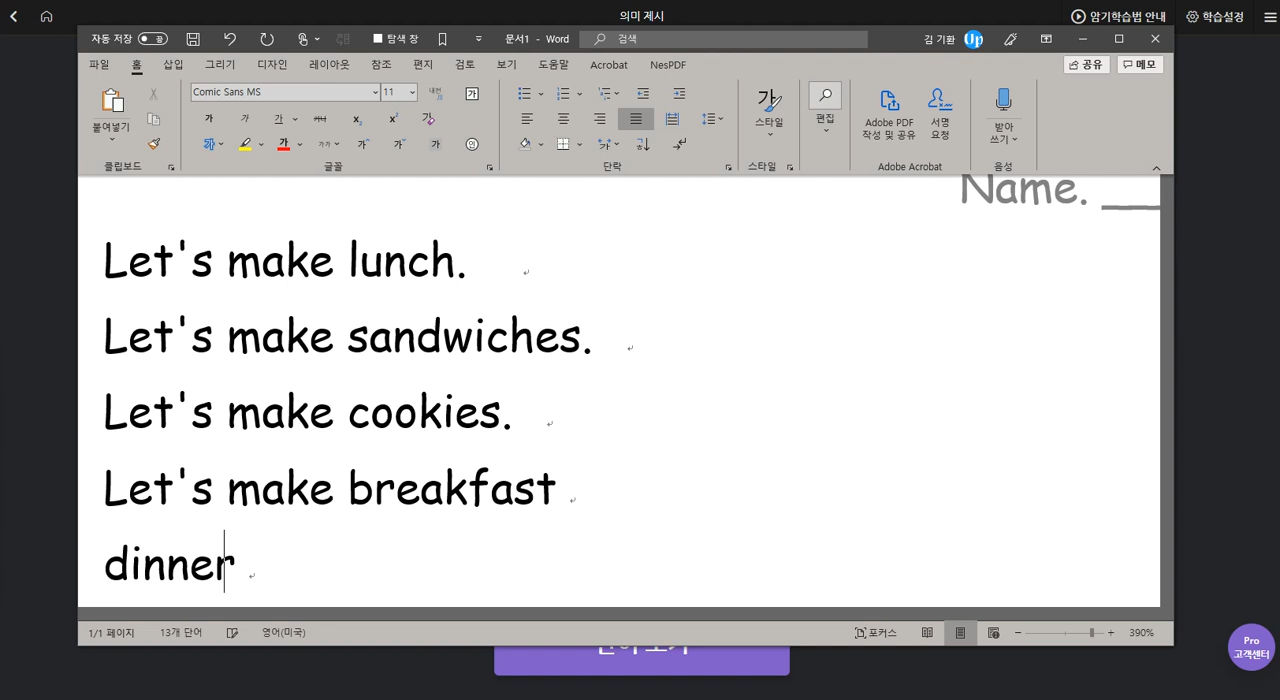 의미 제시
암기학습법 안내
학습설정
자동 저장 끔
탐색 창
문서1 - Word
검색
김 기환
파일 홈 삽입 그리기 디자인 레이아웃 참조 편지 검토 보기 도움말 Acrobat NesPDF
공유 메모
붙여넣기
클립보드
Comic Sans MS 11
글꼴
단락
스타일
스타일
편집
Adobe PDF
작성 및 공유
서명
요청
Adobe Acrobat
받아
쓰기
음성
Name. ___
Let's make lunch.
Let's make sandwiches.
Let's make cookies.
Let's make breakfast
dinner
1/1 페이지 13개 단어 영어(미국) 포커스 390%
Pro
고객센터